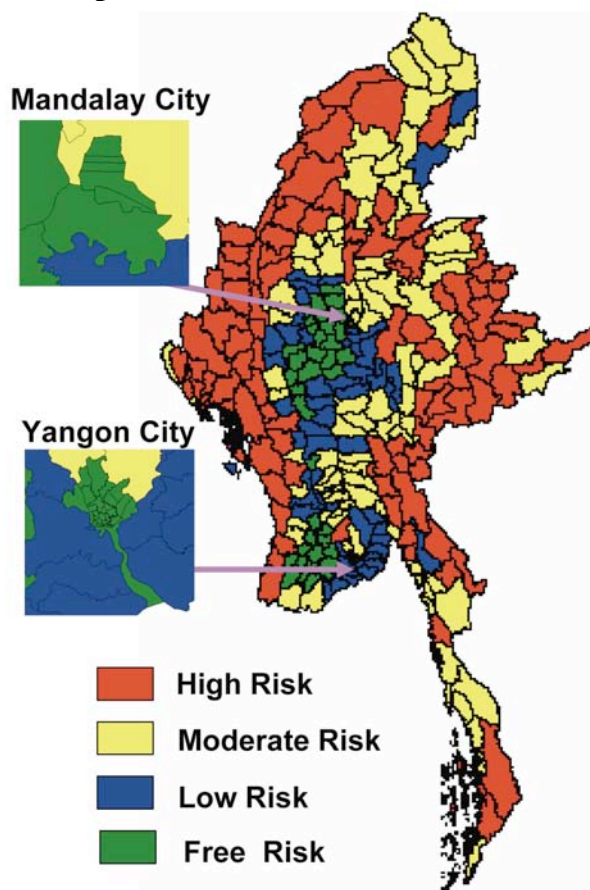 Mandalay City
Yangon City
High Risk
Moderate Risk
Low Risk
Free Risk